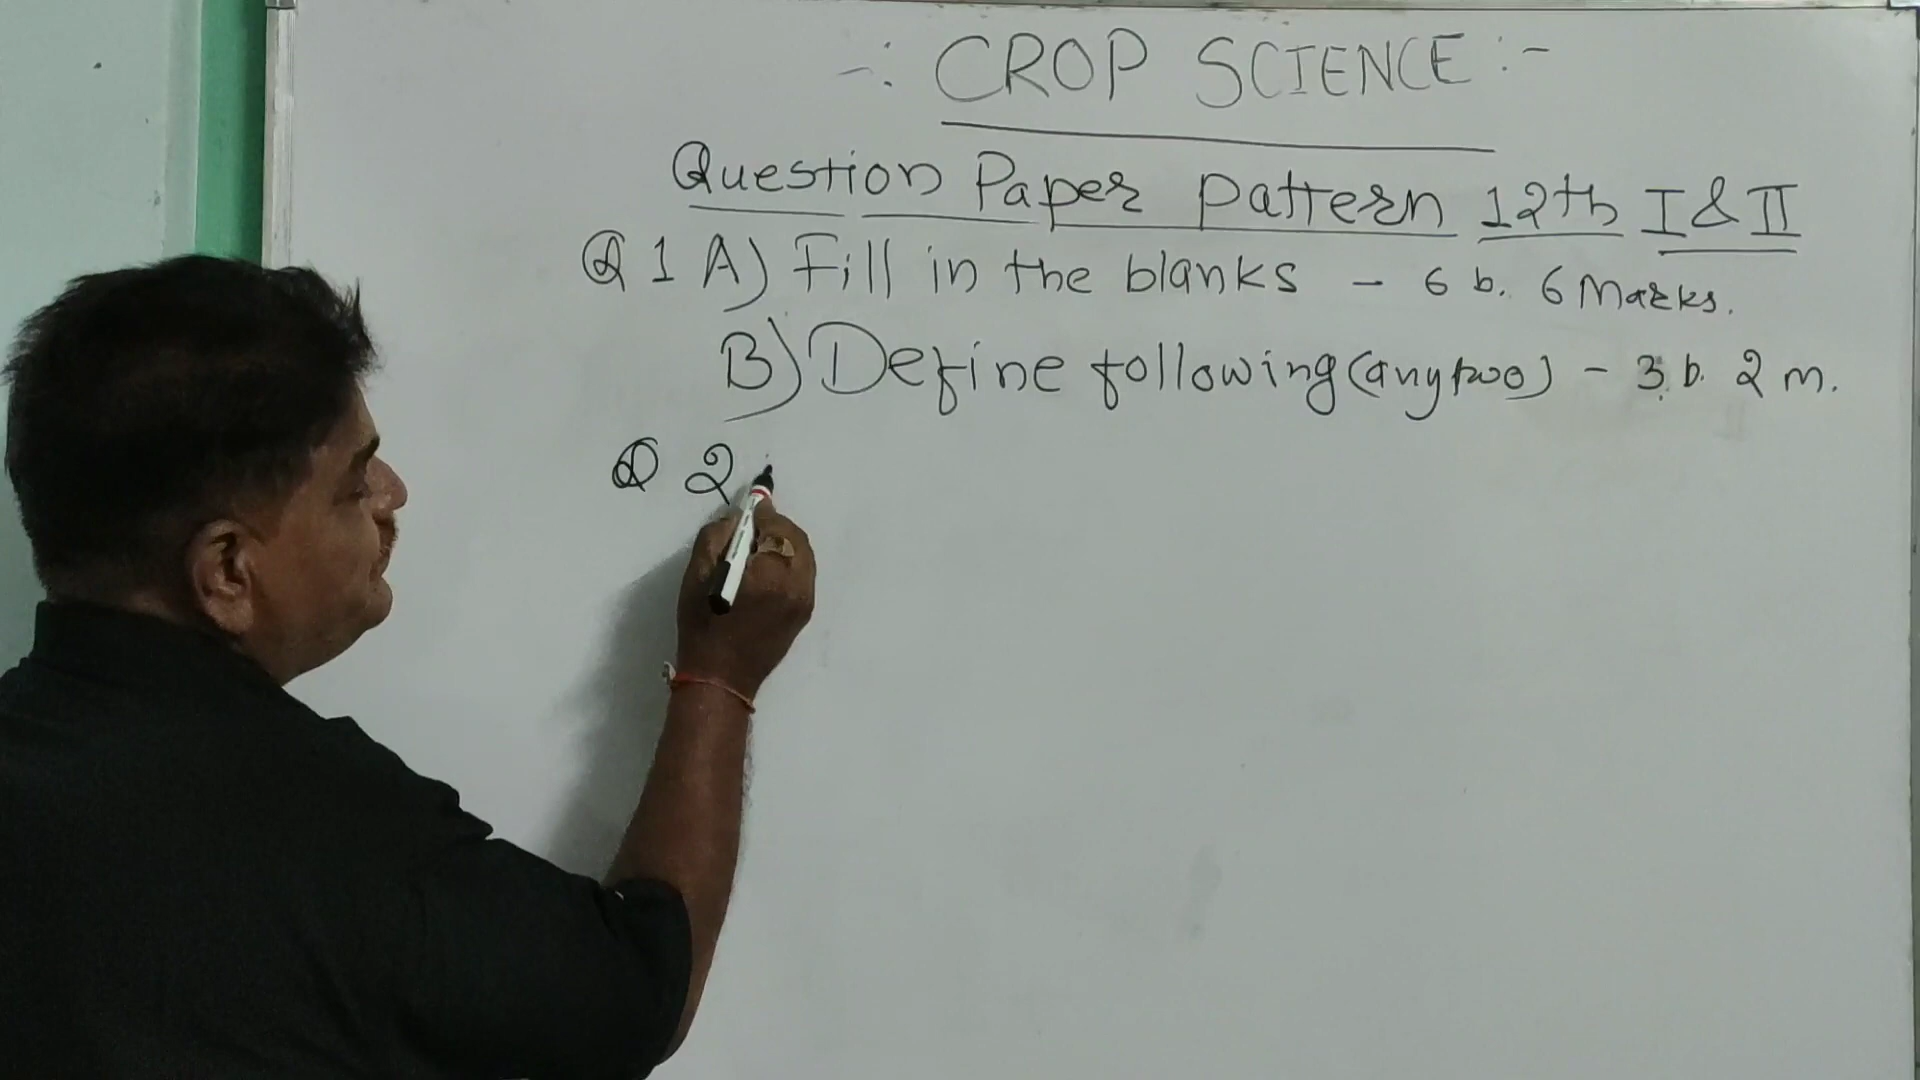 -: CROP SCIENCE :-
Question Paper Pattern 12th I & II
Q 1 A) Fill in the blanks - 6 b. 6 Marks.
B) Define following (any two) - 3 b. 2 m.
Q 2